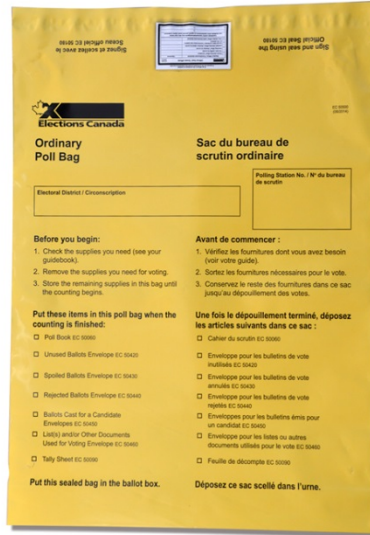 Signez et scellez avec le
Sceau officiel EC 50160
Sign and seal using the
Official Seal EC 50160
EC 50950
Elections Canada
Ordinary
Poll Bag
Sac du bureau de
scrutin ordinaire
Electoral District / Circonscription
Polling Station No. / Nº du bureau
de scrutin
Before you begin:
1. Check the supplies you need (see your
guidebook).
2. Remove the supplies you need for voting.
3. Store the remaining supplies in this bag until
the counting begins.
Put these items in this poll bag when the
counting is finished:
Poll Book EC 50060
Unused Ballots Envelope EC 50420
Spoiled Ballots Envelope EC 50430
Rejected Ballots Envelope EC 50440
Ballots Cast for a Candidate
Envelopes EC 50450
List(s) and/or Other Documents
Used for Voting Envelope EC 50460
Tally Sheet EC 50090
Put this sealed bag in the ballot box.
Avant de commencer :
1. Vérifiez les fournitures dont vous avez besoin
(voir votre guide).
2. Sortez les fournitures nécessaires pour le vote.
3. Conservez le reste des fournitures dans ce sac
jusqu'au dépouillement des votes.
Une fois le dépouillement terminé, déposez
les articles suivants dans ce sac :
Cahier du scrutin EC 50060
Enveloppe pour les bulletins de vote
inutilisés EC 50420
Enveloppe pour les bulletins de vote
annulés EC 50430
Enveloppe pour les bulletins de vote
rejetés EC 50440
Enveloppes pour les bulletins émis pour
un candidat EC 50450
Enveloppe pour les listes ou autres
documents utilisés pour le vote EC 50460
Feuille de décompte EC 50090
Déposez ce sac scellé dans l'urne.